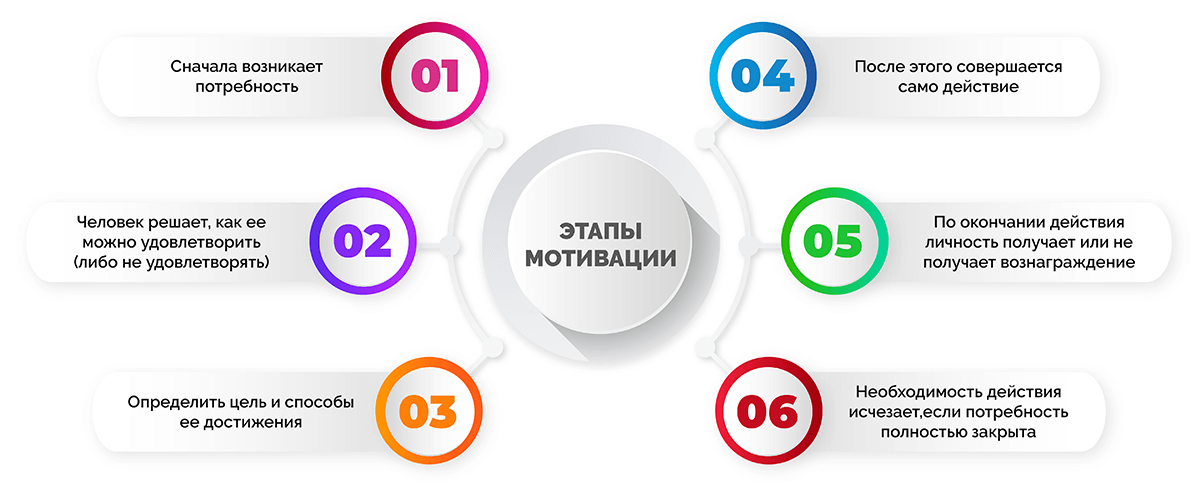 ЭТАПЫ
МОТИВАЦИИ
01
Сначала возникает
потребность
02
Человек решает, как ее
можно удовлетворить
(либо не удовлетворять)
03
Определить цель и способы
ее достижения
04
После этого совершается
само действие
05
По окончании действия
личность получает или не
получает вознаграждение
06
Необходимость действия
исчезает,если потребность
полностью закрыта